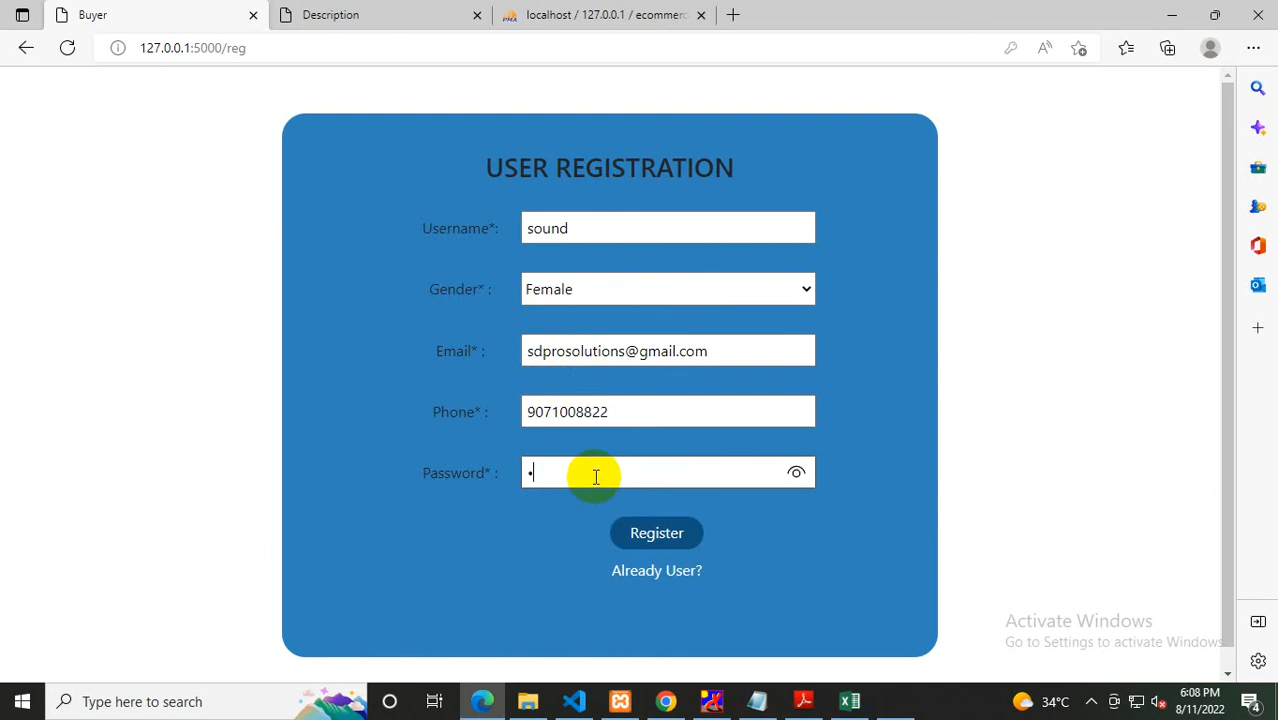 Buyer
Description
localhost / 127.0.0.1 / ecommerc
127.0.0.1:5000/reg
USER REGISTRATION
Username*: sound
Gender* : Female
Email* : sdprosolutions@gmail.com
Phone* : 9071008822
Password* : •
Register
Already User?
Activate Windows
Go to Settings to activate Windows
Type here to search
34°C
6:08 PM
8/11/2022
4